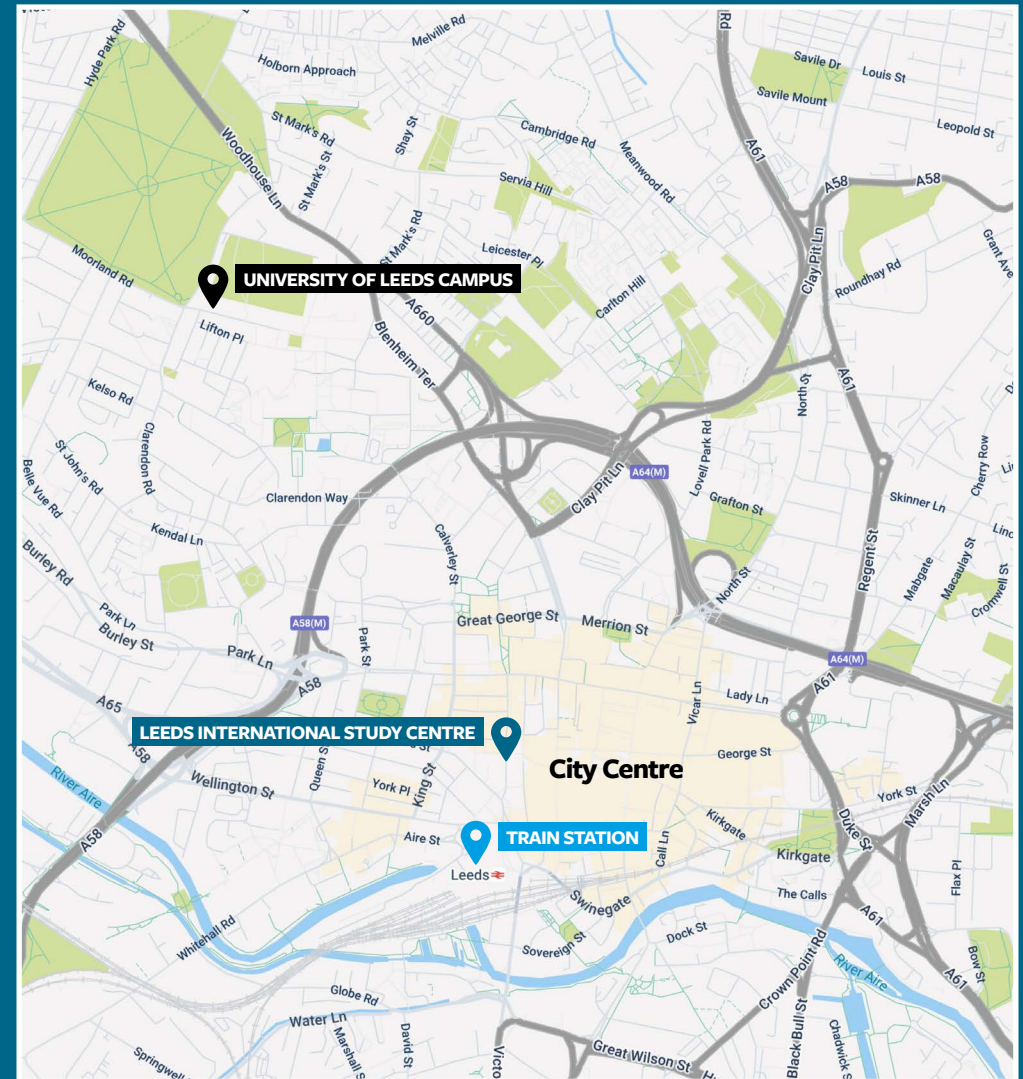 Hyde Park Rd
Melville Rd
Rd
Holborn Approach
Savile Dr
Louis St
Savile Mount
St Mark's Rd
Shay St
Cambridge Rd
Leopold St
Woodhouse Ln
St Mark's St
Meanwood Rd
A61
Servia Hill
A58
A58
St Mark's Rd
Leicester Pl
Clay Pit Ln
Grant Ave
Moorland Rd
UNIVERSITY OF LEEDS CAMPUS
Roundhay Rd
Carlton Hill
A660
Lifton Pl
Blenheim Ter
Kelso Rd
North St
A61
Clarendon Rd
St John's Rd
Lovell Park Rd
Cherry Row
Belle Vue Rd
A64(M)
Clay Pit Ln
Clarendon Way
Grafton St
Skinner Ln
Kendal Ln
Calverley St
Regent St
Burley Rd
Mabgate
Macaulay St
Cromwell St
North St
Park Ln
Burley St
A58(M)
Great George St
Merrion St
Park St
Park Ln
A64(M)
A58
A61
A65
Vicar Ln
Lady Ln
LEEDS INTERNATIONAL STUDY CENTRE
A58
Queen S
George St
City Centre
River Aire
Wellington St
York Pl
King St
York St
Marsh Ln
A58
Aire St
TRAIN STATION
Kirkgate
Call Ln
Duke St
Kirkgate
Leeds
Flax Pl
Swinegate
The Calls
A61
Whitehall Rd
Sovereign St
Dock St
Crown Point Rd
River Aire
Bow St
A61
Globe Rd
Water Ln
Marshall S
David St
Victo
Great Wilson St
Black Bull St
Chadwick S
Springwell